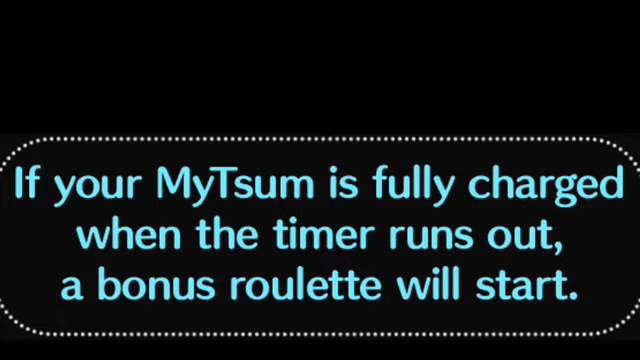 If your MyTsum is fully charged
when the timer runs out,
a bonus roulette will start.